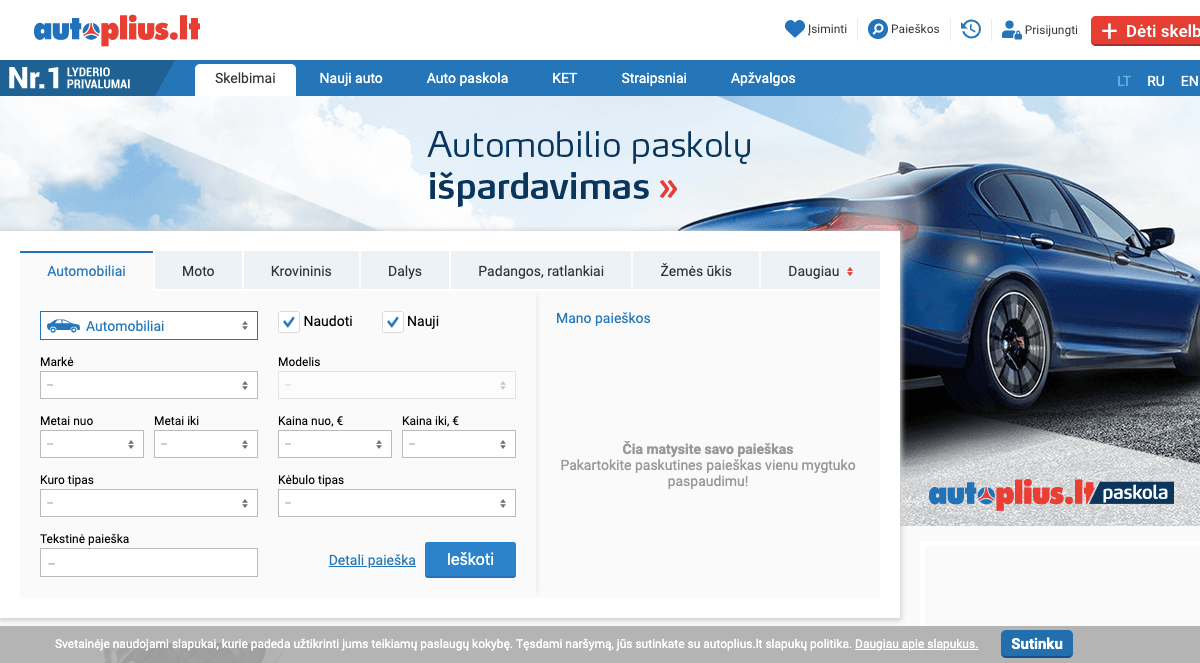 autoplius.lt
Įsiminti
Paieškos
Prisijungti
Dėti skelb
Nr.1 LYDERIO
PRIVALUMAI
Skelbimai
Nauji auto
Auto paskola
KET
Straipsniai
Apžvalgos
LT RU EN
Automobilio paskolų
išpardavimas »
Automobiliai
Moto
Krovininis
Dalys
Padangos, ratlankiai
Žemės ūkis
Daugiau
Automobiliai
Naudoti
Nauji
Mano paieškos
Markė
Modelis
–
–
Metai nuo
Metai iki
Kaina nuo, €
Kaina iki, €
–
–
–
–
Čia matysite savo paieškas
Pakartokite paskutines paieškas vienu mygtuko
paspaudimu!
Kuro tipas
Kėbulo tipas
–
–
autoplius.lt paskola
Tekstinė paieška
–
Detali paieška
Ieškoti
Svetainėje naudojami slapukai, kurie padeda užtikrinti jums teikiamų paslaugų kokybę. Tęsdami naršymą, jūs sutinkate su autoplius.lt slapukų politika. Daugiau apie slapukus.
Sutinku